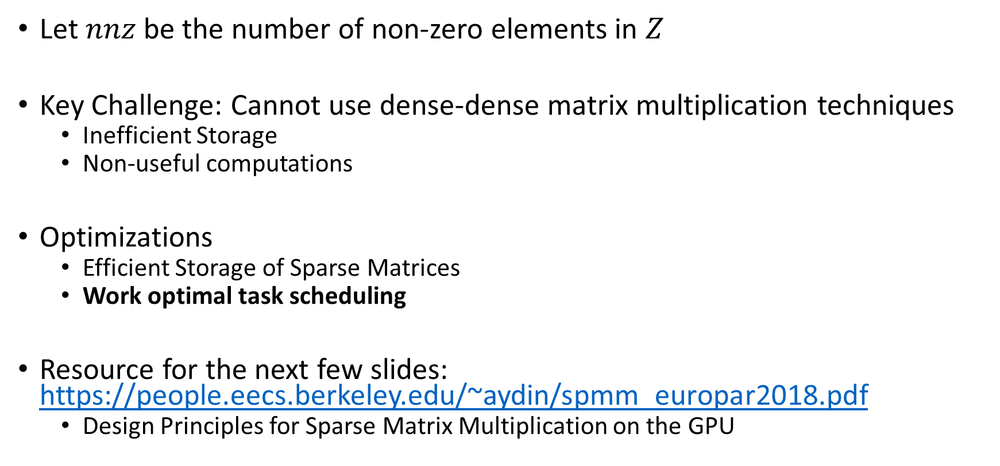 • Let nnz be the number of non-zero elements in Z
• Key Challenge: Cannot use dense-dense matrix multiplication techniques
• Inefficient Storage
• Non-useful computations
• Optimizations
• Efficient Storage of Sparse Matrices
• Work optimal task scheduling
• Resource for the next few slides:
https://people.eecs.berkeley.edu/~aydin/spmm_europar2018.pdf
• Design Principles for Sparse Matrix Multiplication on the GPU